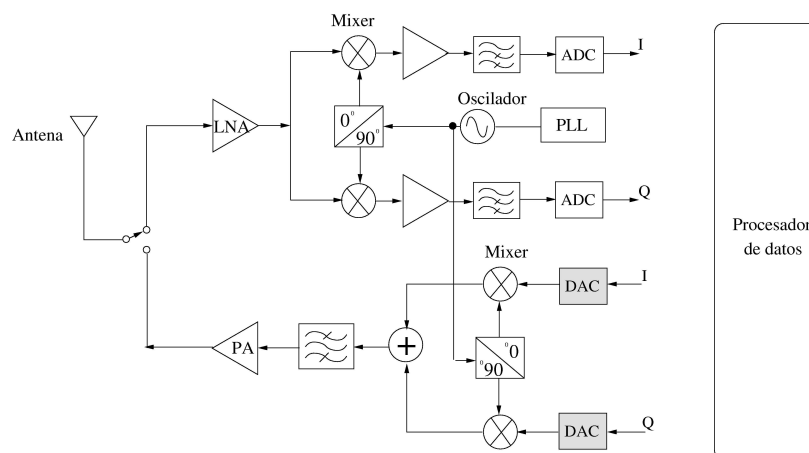 Mixer
I
ADC
LNA
0°
90°
Oscilador
PLL
Antena
Q
ADC
Procesador
de datos
Mixer
I
DAC
PA
+
°0
°90
Q
DAC